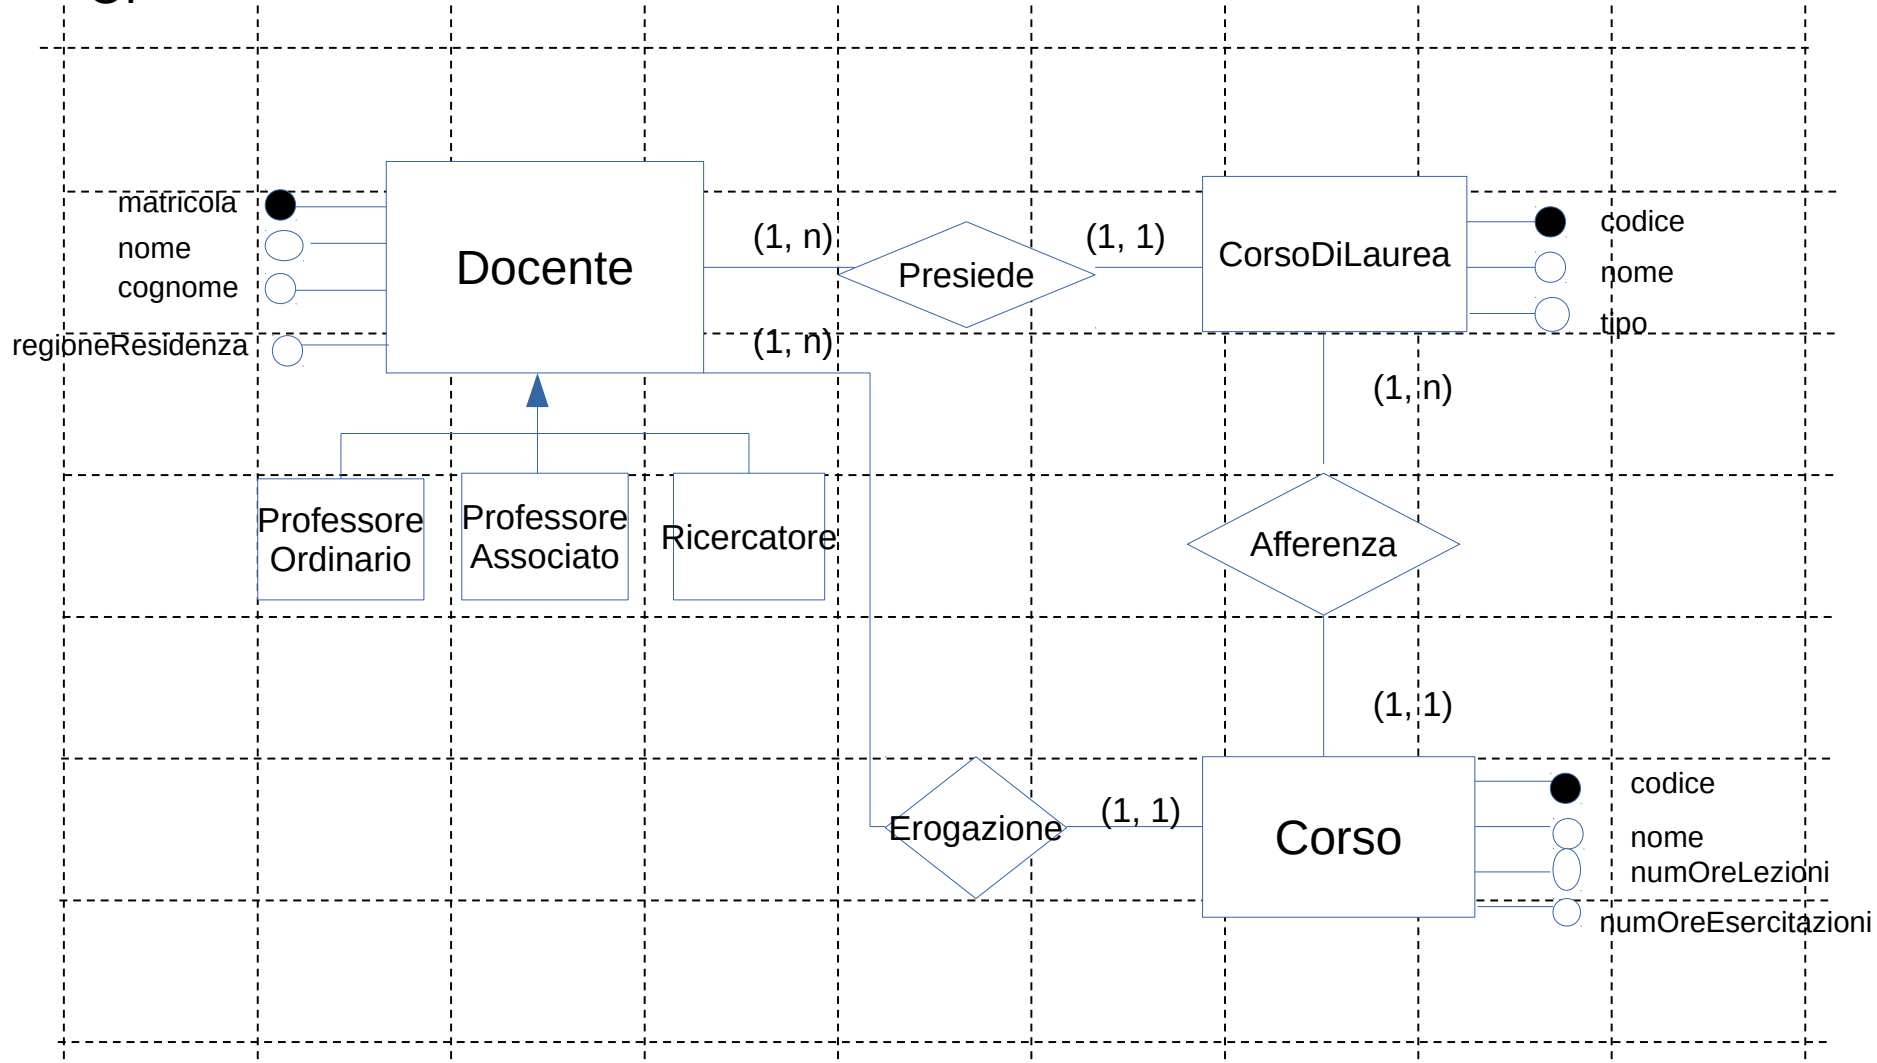 matricola
nome
cognome
regioneResidenza
Docente
(1, n)
Presiede
(1, 1)
CorsoDiLaurea
codice
nome
tipo
(1, n)
(1, n)
Professore
Ordinario
Professore
Associato
Ricercatore
Afferenza
(1, 1)
Erogazione
(1, 1)
Corso
codice
nome
numOreLezioni
numOreEsercitazioni